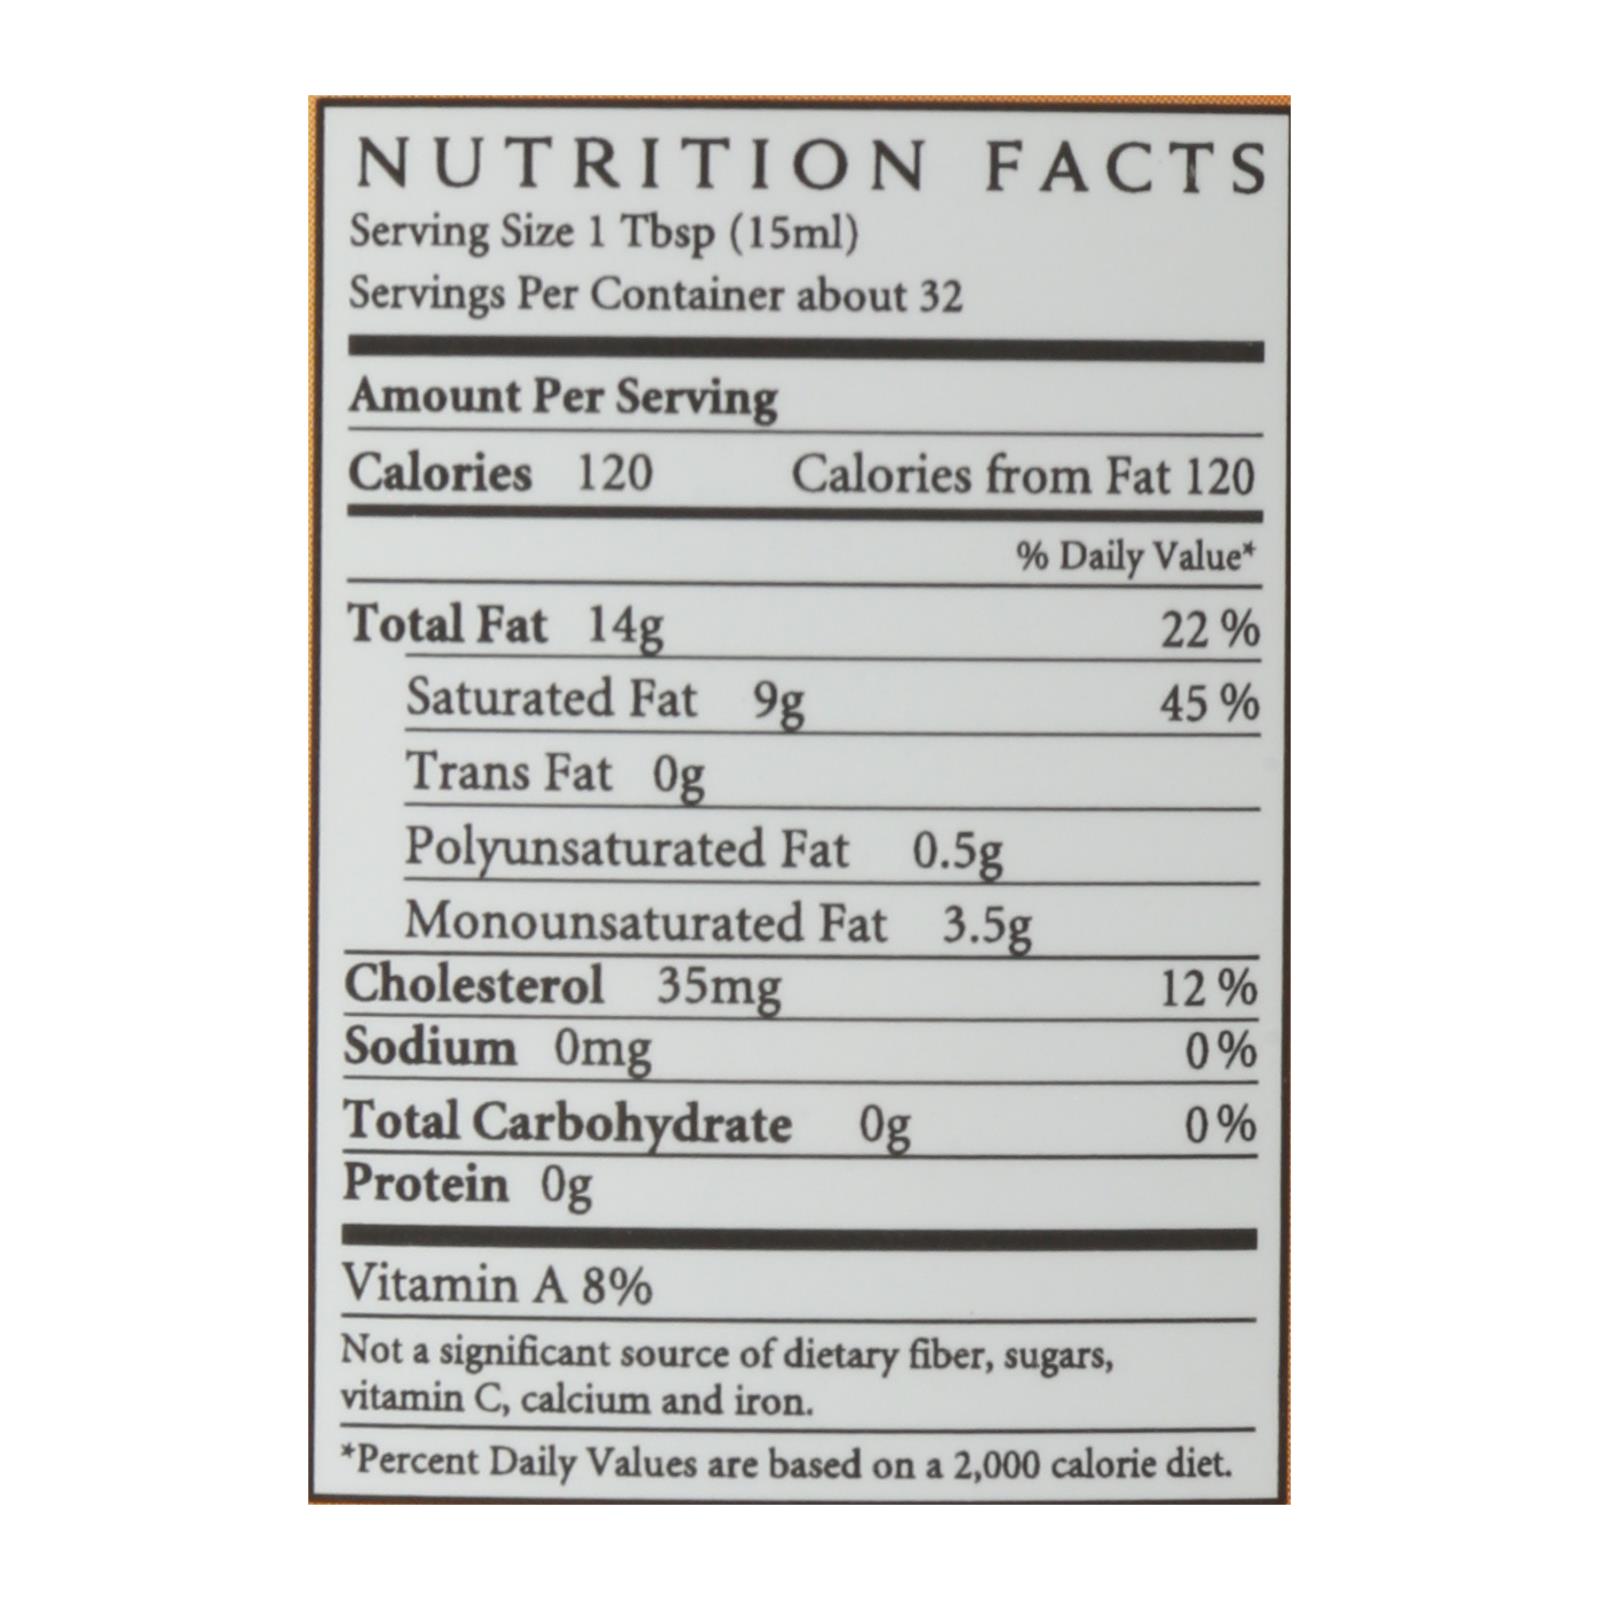 NUTRITION FACTS
Serving Size 1 Tbsp (15ml)
Servings Per Container about 32
Amount Per Serving
Calories 120 Calories from Fat 120
% Daily Value*
Total Fat 14g 22 %
Saturated Fat 9g 45 %
Trans Fat 0g
Polyunsaturated Fat 0.5g
Monounsaturated Fat 3.5g
Cholesterol 35mg 12 %
Sodium 0mg 0 %
Total Carbohydrate 0g 0 %
Protein 0g
Vitamin A 8%
Not a significant source of dietary fiber, sugars,
vitamin C, calcium and iron.
*Percent Daily Values are based on a 2,000 calorie diet.